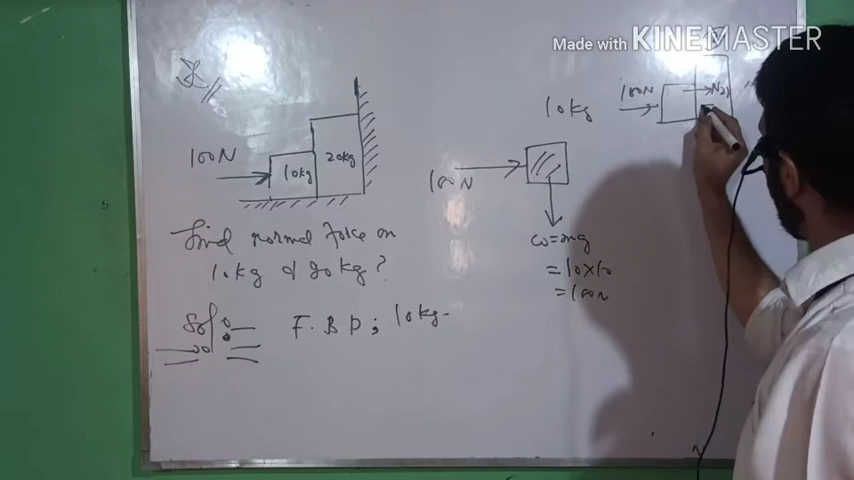 Made with KINEMASTER
100N
10kg
20kg
Find normal force on
10kg & 20kg?
Sol:
F.B.D; 10kg-
100N
ω=mg
=10×10
=100N
10kg
100N
N21